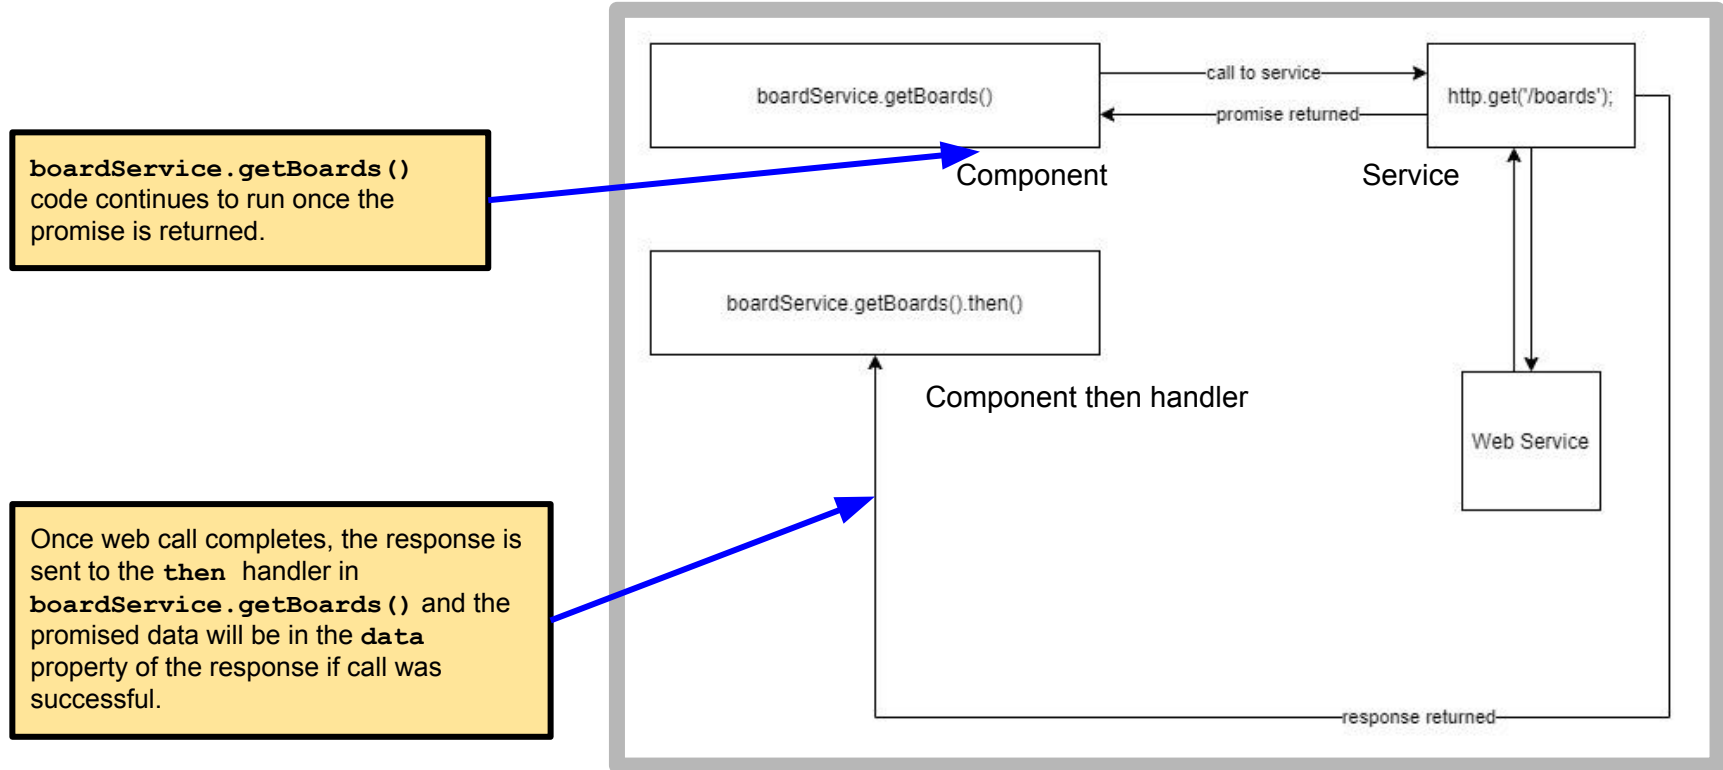 boardService.getBoards()
code continues to run once the
promise is returned.
Once web call completes, the response is
sent to the then handler in
boardService.getBoards() and the
promised data will be in the data
property of the response if call was
successful.
boardService.getBoards()
call to service
promise returned
http.get('/boards');
Component
Service
boardService.getBoards().then()
Component then handler
Web Service
response returned